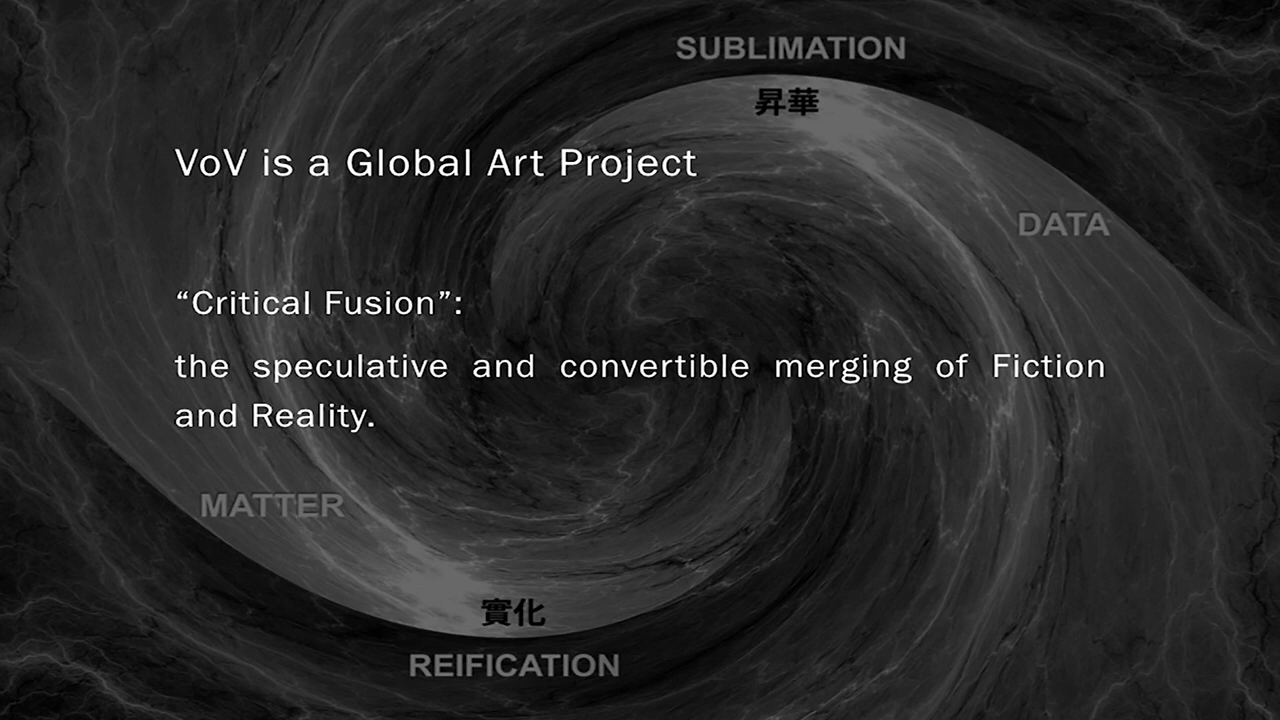 SUBLIMATION
昇華
VoV is a Global Art Project
DATA
“Critical Fusion”:
the speculative and convertible merging of Fiction
and Reality.
MATTER
實化
REIFICATION